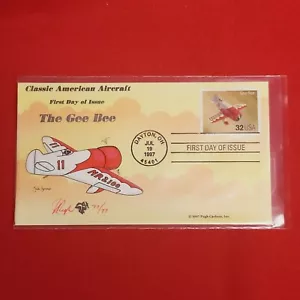 Classic American Aircraft
First Day of Issue
The Gee Bee
DAYTON, OH
JUL
19
1997
45401
FIRST DAY OF ISSUE
32USA
11
NR2100